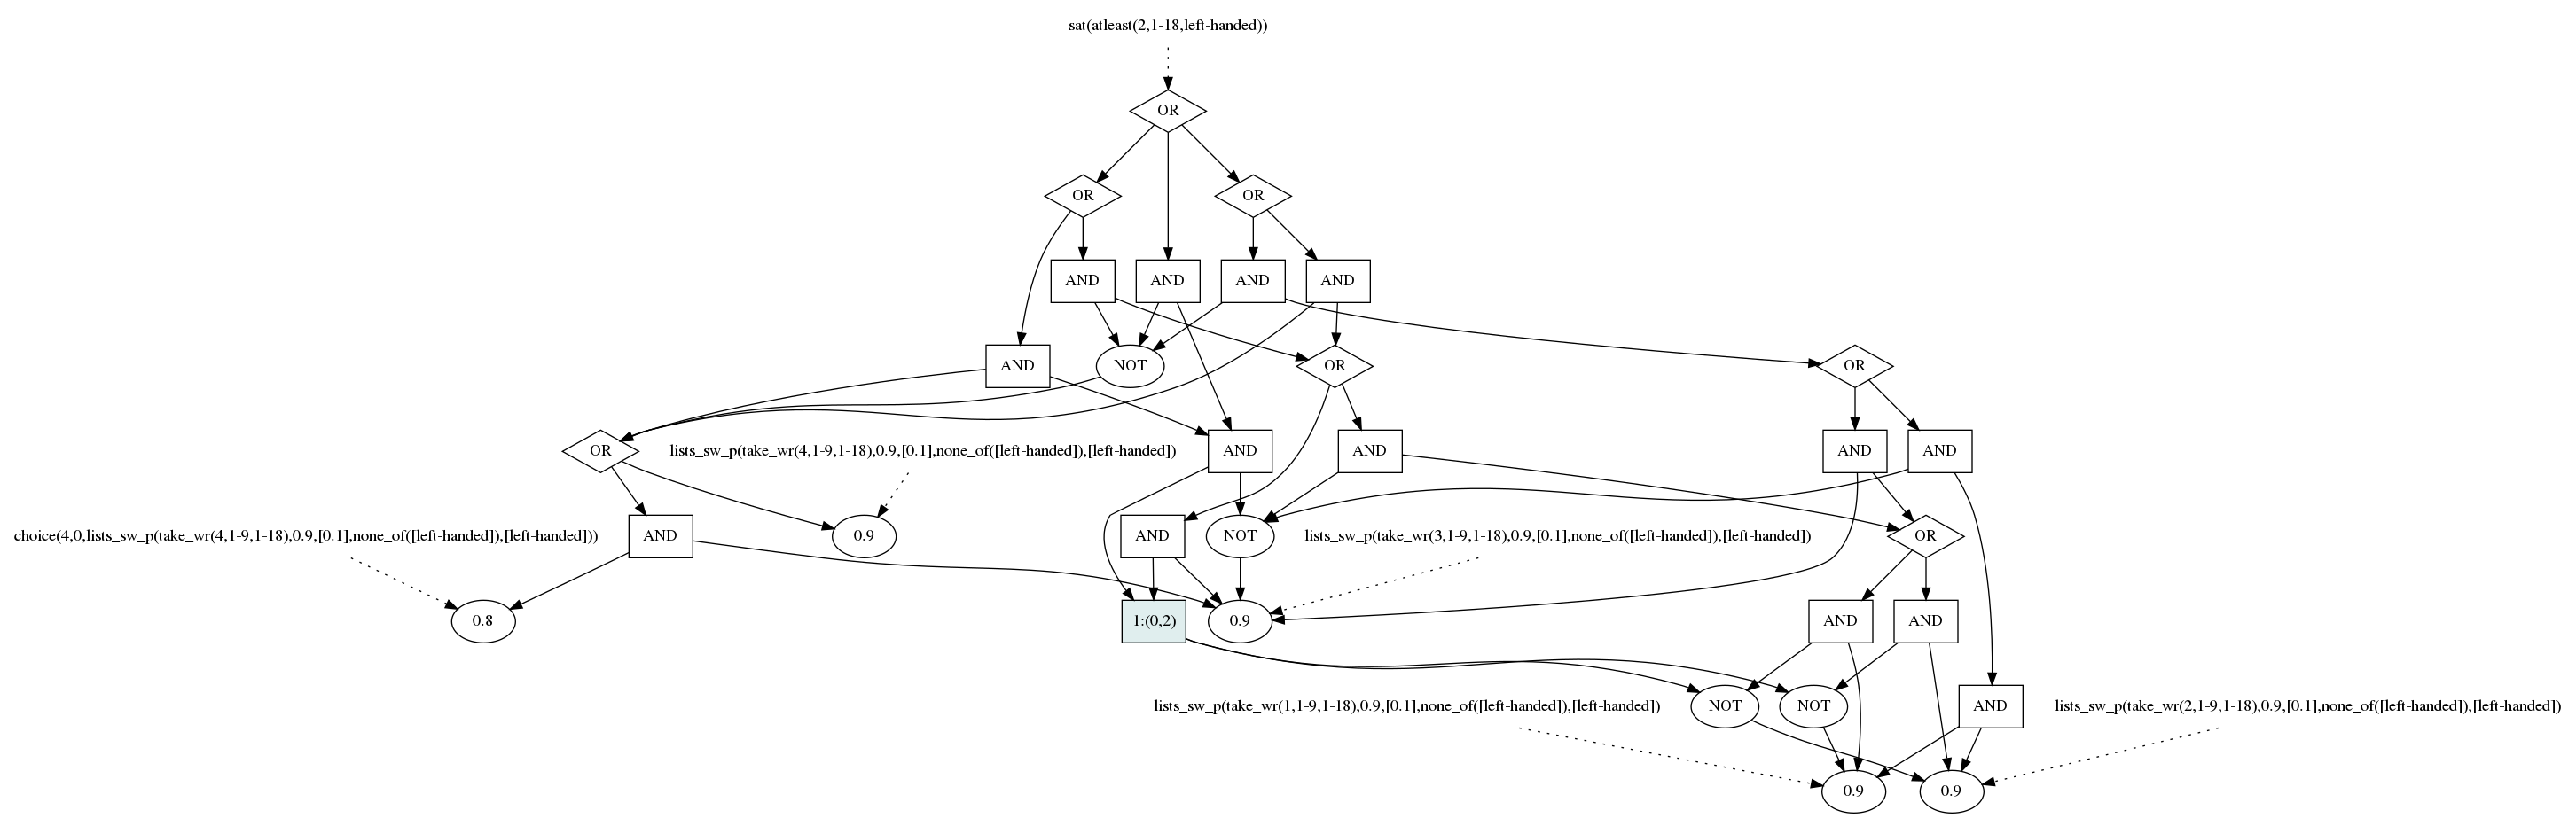 sat(atleast(2,1-18,left-handed))
OR
OR
OR
AND
AND
AND
AND
AND
NOT
OR
OR
OR
lists_sw_p(take_wr(4,1-9,1-18),0.9,[0.1],none_of([left-handed]),[left-handed])
AND
AND
AND
AND
choice(4,0,lists_sw_p(take_wr(4,1-9,1-18),0.9,[0.1],none_of([left-handed]),[left-handed]))
AND
0.9
AND
NOT
lists_sw_p(take_wr(3,1-9,1-18),0.9,[0.1],none_of([left-handed]),[left-handed])
OR
0.8
1:(0,2)
0.9
AND
AND
lists_sw_p(take_wr(1,1-9,1-18),0.9,[0.1],none_of([left-handed]),[left-handed])
NOT
NOT
AND
lists_sw_p(take_wr(2,1-9,1-18),0.9,[0.1],none_of([left-handed]),[left-handed])
0.9
0.9